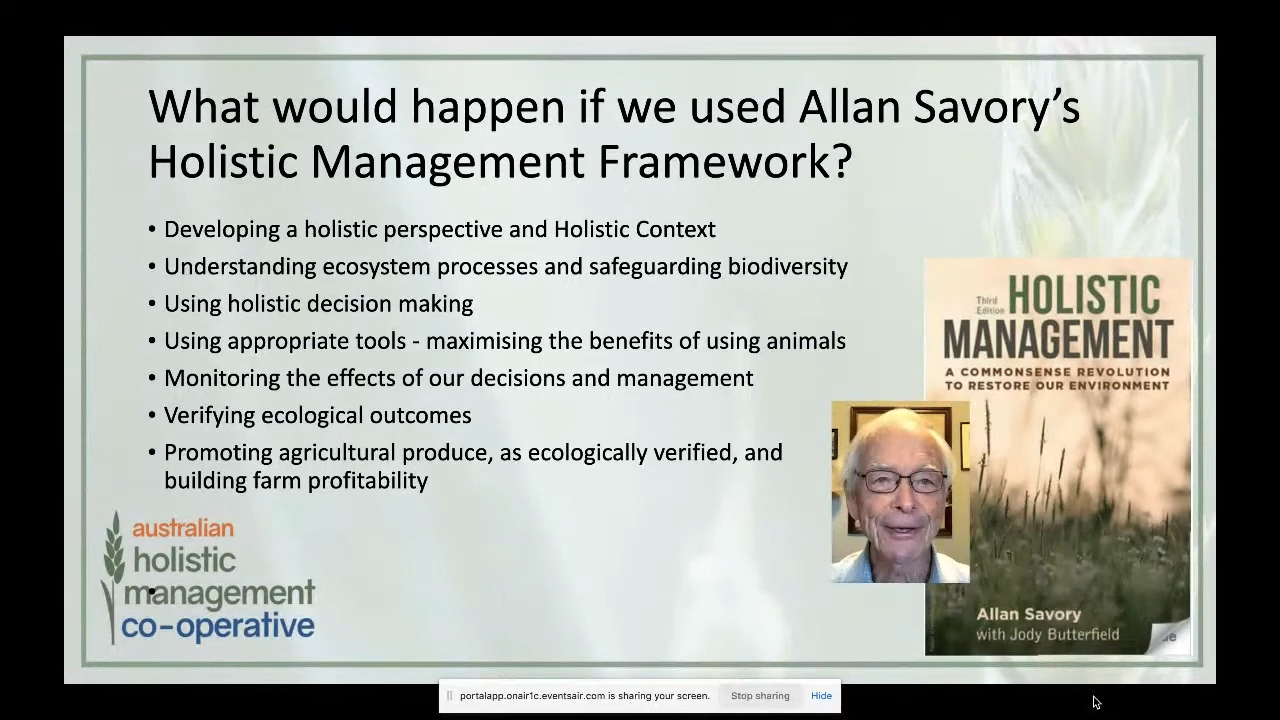 What would happen if we used Allan Savory’s
Holistic Management Framework?
• Developing a holistic perspective and Holistic Context
• Understanding ecosystem processes and safeguarding biodiversity
• Using holistic decision making
• Using appropriate tools - maximising the benefits of using animals
• Monitoring the effects of our decisions and management
• Verifying ecological outcomes
• Promoting agricultural produce, as ecologically verified, and
building farm profitability
Third
Edition
HOLISTIC
MANAGEMENT
A COMMONSENSE REVOLUTION
TO RESTORE OUR ENVIRONMENT
Allan Savory
with Jody Butterfield
australian
holistic
management
co-operative
portalapp.onair1c.eventsair.com is sharing your screen.
Stop sharing
Hide